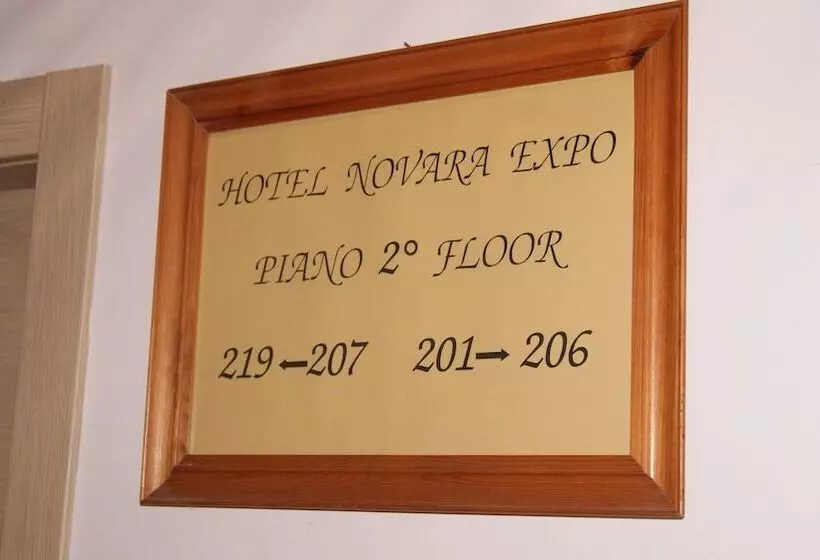 HOTEL NOVARA EXPO
PIANO 2° FLOOR
219 ←207 201→ 206